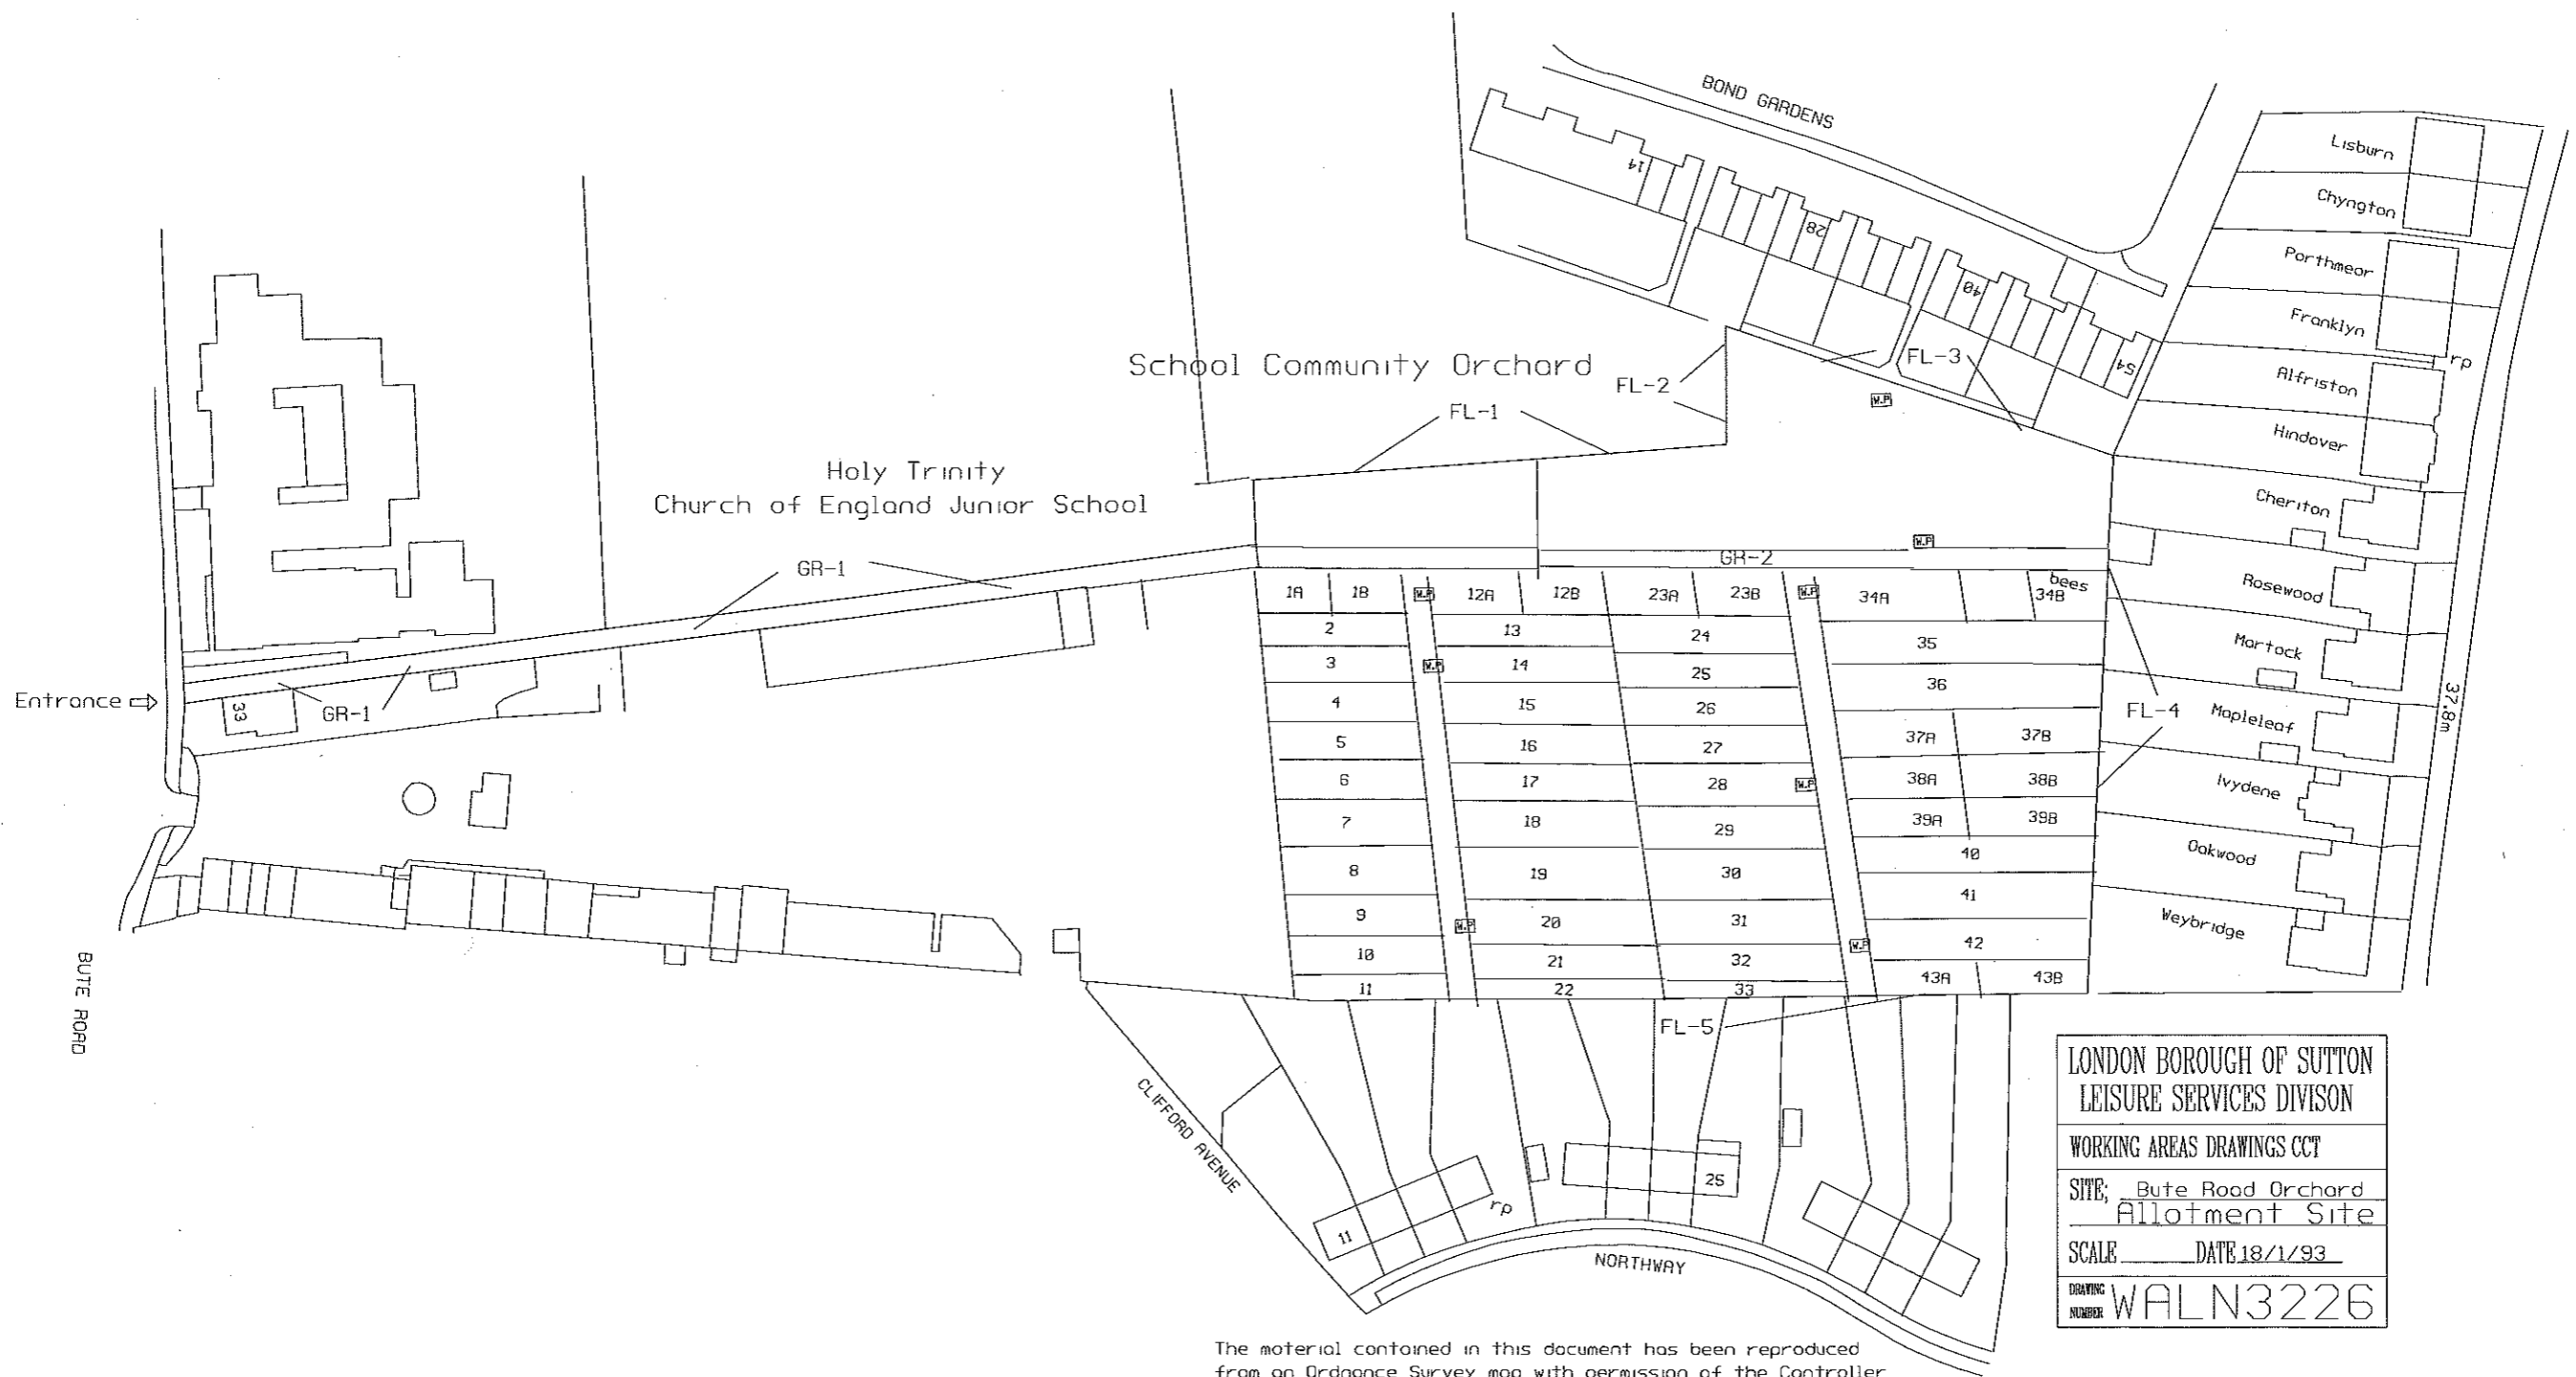 BOND GARDENS
14
28
40
54
Lisburn
Chyngton
Porthmeor
Franklyn
rp
Alfriston
Hindover
Cheriton
Rosewood
Martock
Mapleleaf
Ivydene
Oakwood
Weybridge
37.8m
School Community Orchard
FL-1
FL-2
FL-3
W.P
Holy Trinity
Church of England Junior School
GR-1
GR-2
W.P
Entrance
33
GR-1
1A 1B W.P 12A 12B 23A 23B W.P 34A bees
34B
2 13 24 35
3 W.P 14 25 36
4 15 26 37A 37B
5 16 27 38A 38B
6 17 28 W.P 39A 39B
7 18 29 40
8 19 30 41
9 W.P 20 31 W.P 42
10 21 32 43A 43B
11 22 33
FL-4
FL-5
BUTE ROAD
CLIFFORD AVENUE
11
rp
25
NORTHWAY
LONDON BOROUGH OF SUTTON
LEISURE SERVICES DIVISON
WORKING AREAS DRAWINGS CCT
SITE; Bute Road Orchard
Allotment Site
SCALE DATE 18/1/93
DRAWING
NUMBER WALN3226
The material contained in this document has been reproduced
from an Ordnance Survey map with permission of the Controller